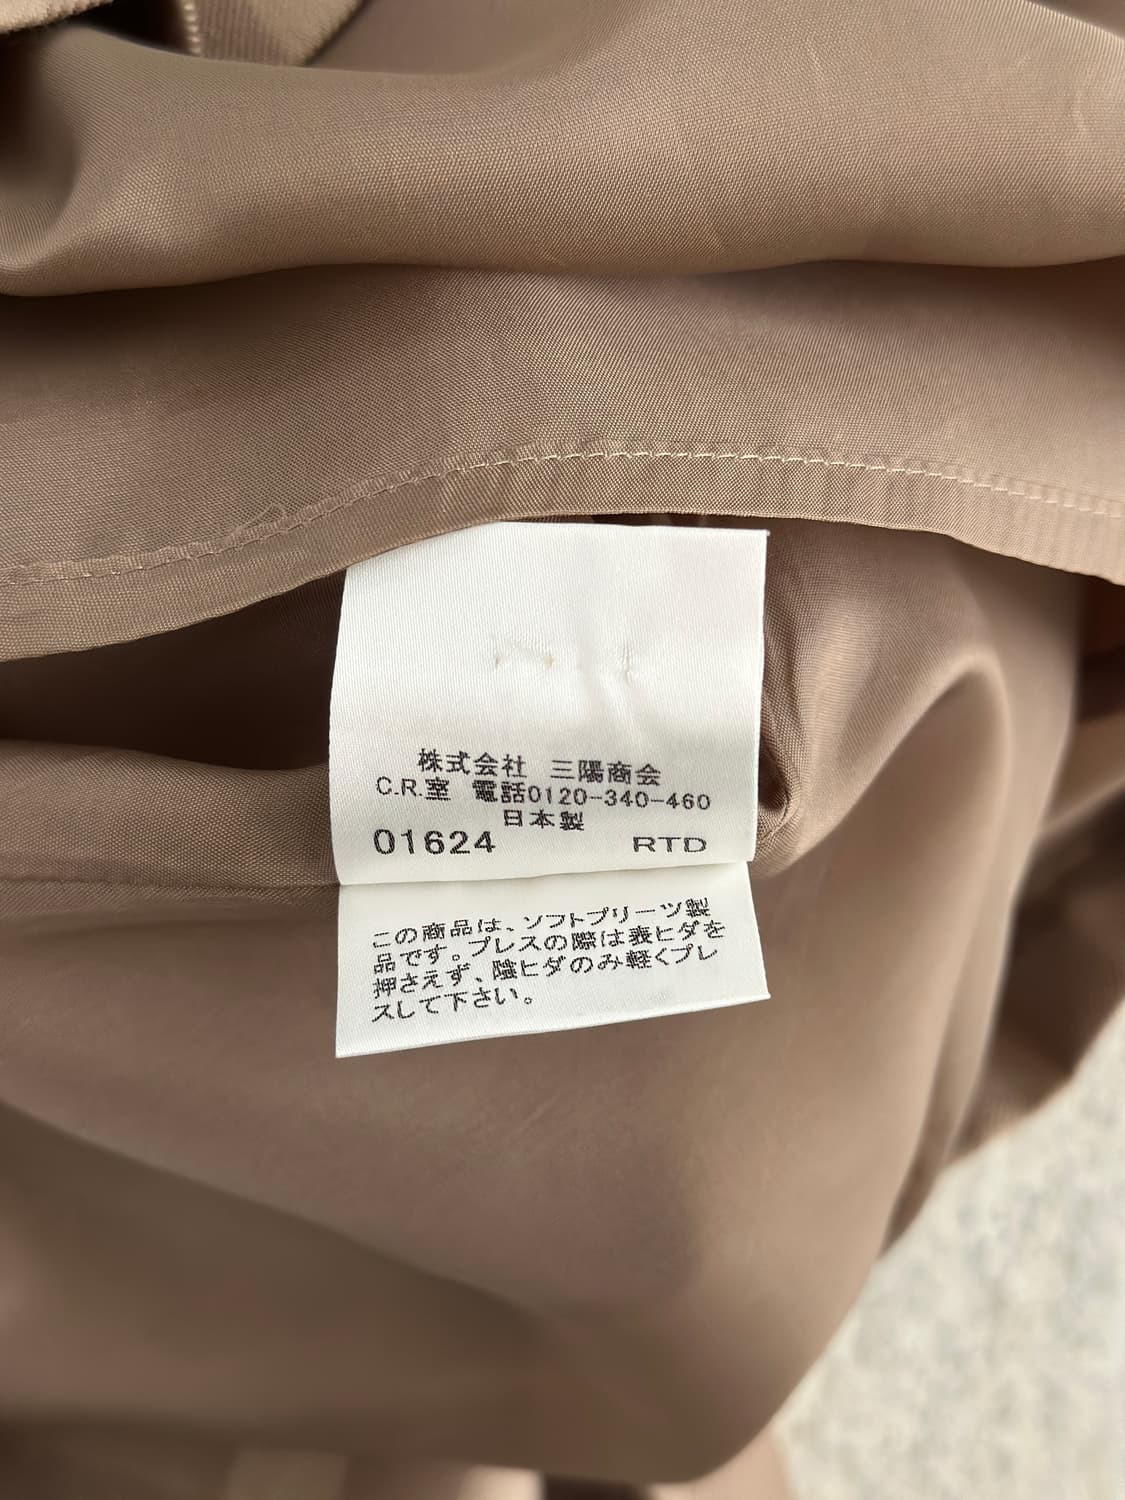 株式会社 三陽商会
C.R.室 電話0120-340-460
日本製
01624 RTD
この商品は、ソフトプリーツ製
品です。プレスの際は表ヒダを
押さえず、陰ヒダのみ軽くプレ
スして下さい。